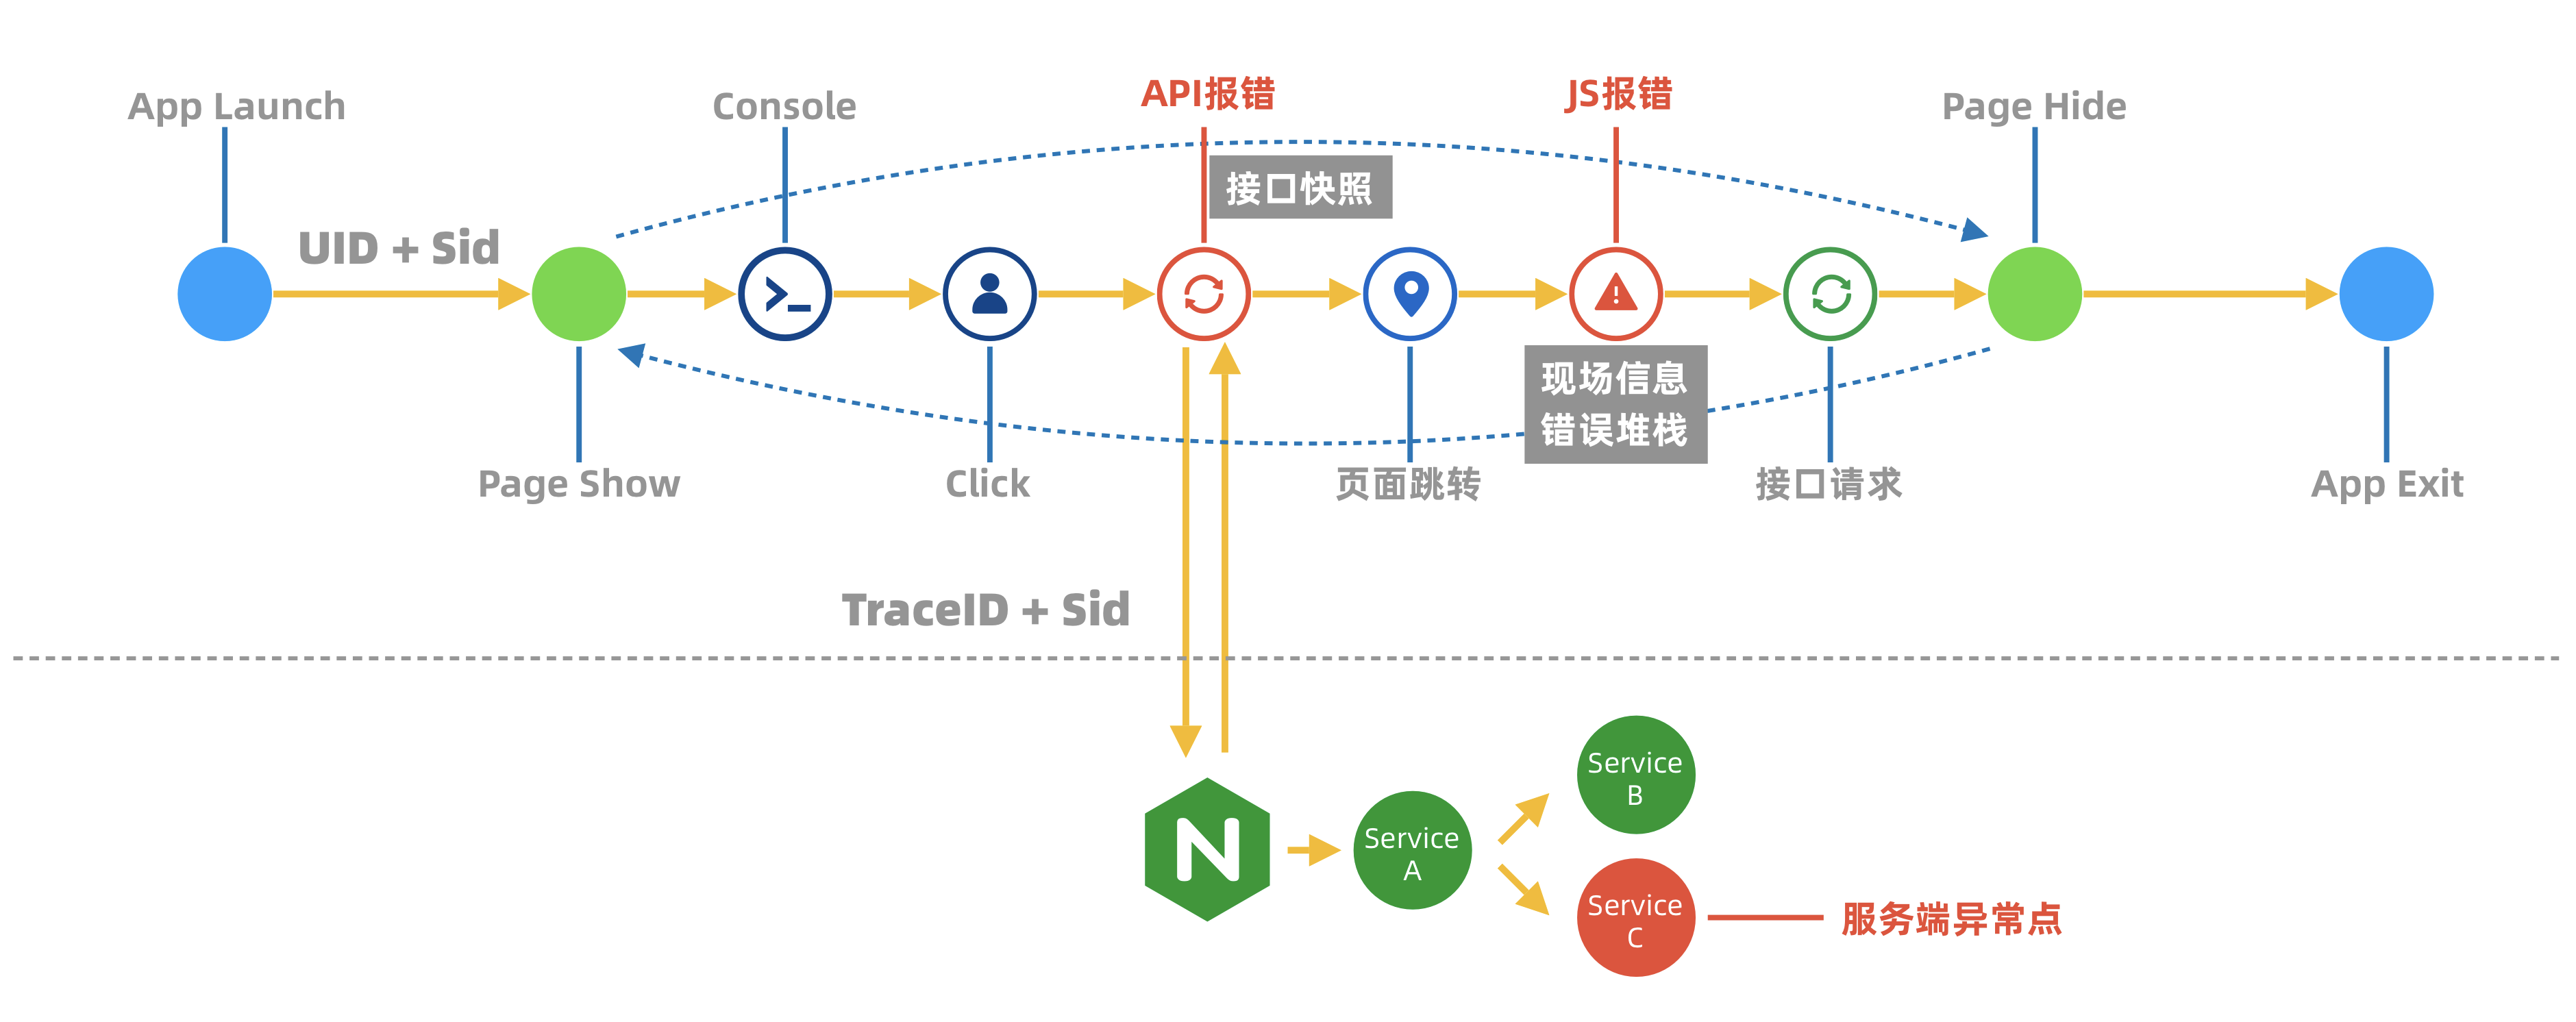 App Launch
Console
API报错
JS报错
Page Hide
接口快照
UID + Sid
现场信息
错误堆栈
Page Show
Click
页面跳转
接口请求
App Exit
TraceID + Sid
Service
B
N
Service
A
Service
C
服务端异常点